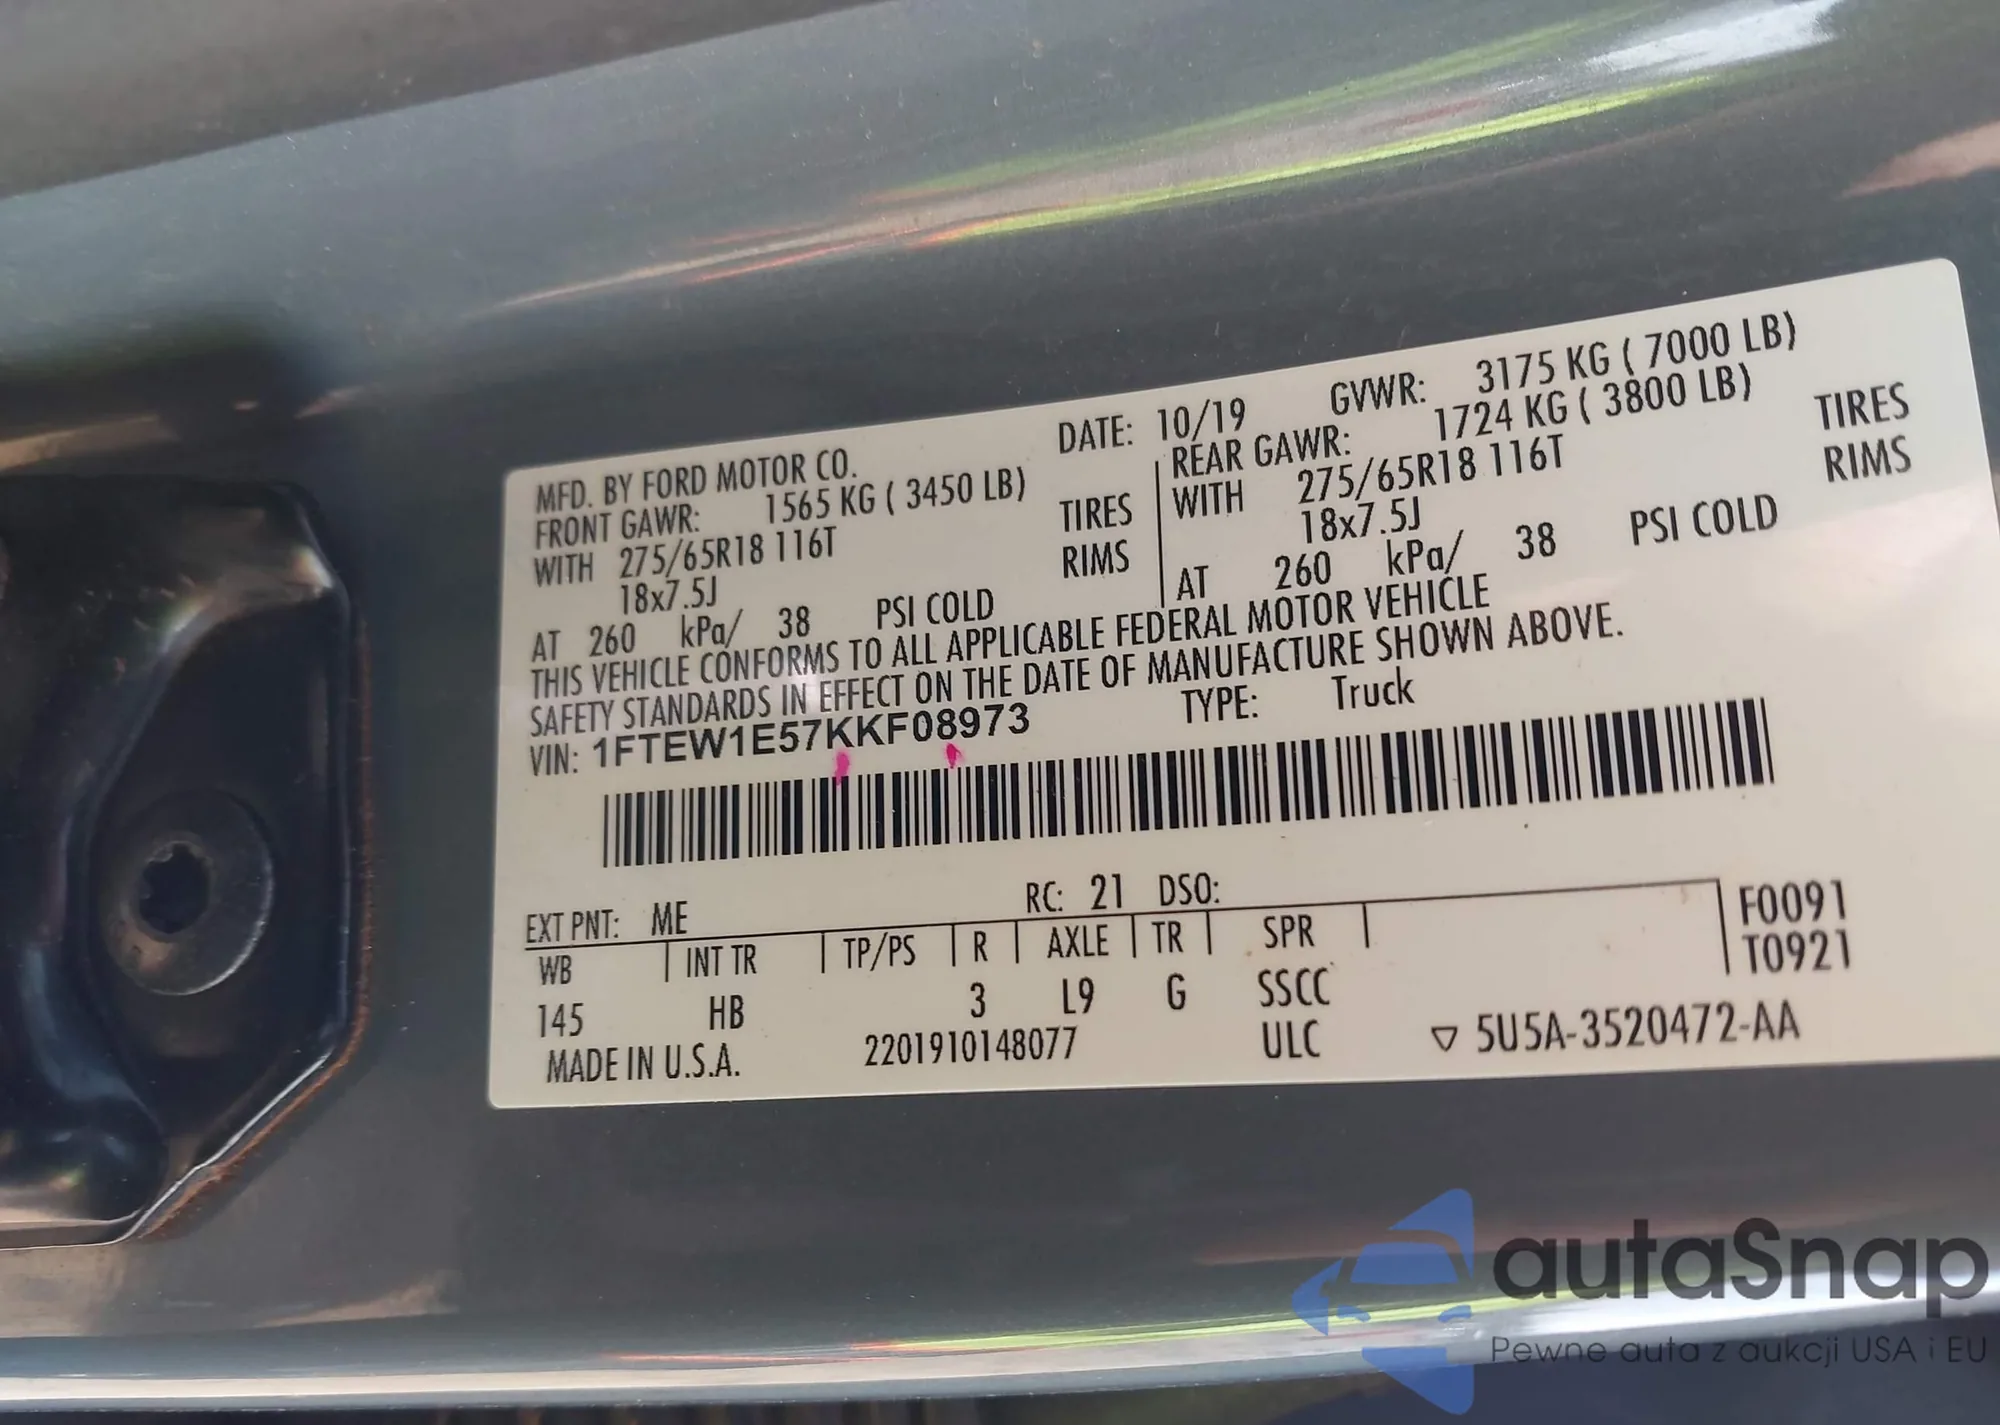 MFD. BY FORD MOTOR CO.
DATE: 10/19 GVWR: 3175 KG ( 7000 LB)
FRONT GAWR: 1565 KG ( 3450 LB)
REAR GAWR: 1724 KG ( 3800 LB)
WITH 275/65R18 116T TIRES
WITH 275/65R18 116T TIRES
18x7.5J RIMS
18x7.5J RIMS
AT 260 kPa/ 38 PSI COLD
AT 260 kPa/ 38 PSI COLD
THIS VEHICLE CONFORMS TO ALL APPLICABLE FEDERAL MOTOR VEHICLE
SAFETY STANDARDS IN EFFECT ON THE DATE OF MANUFACTURE SHOWN ABOVE.
VIN: 1FTEW1E57KKF08973 TYPE: Truck
EXT PNT: ME RC: 21 DSO:
WB INT TR TP/PS R AXLE TR SPR
145 HB 3 L9 G SSCC
F0091
T0921
MADE IN U.S.A. 2201910148077 ULC ▽ 5U5A-3520472-AA
autaSnap
Pewne auta z aukcji USA i EU